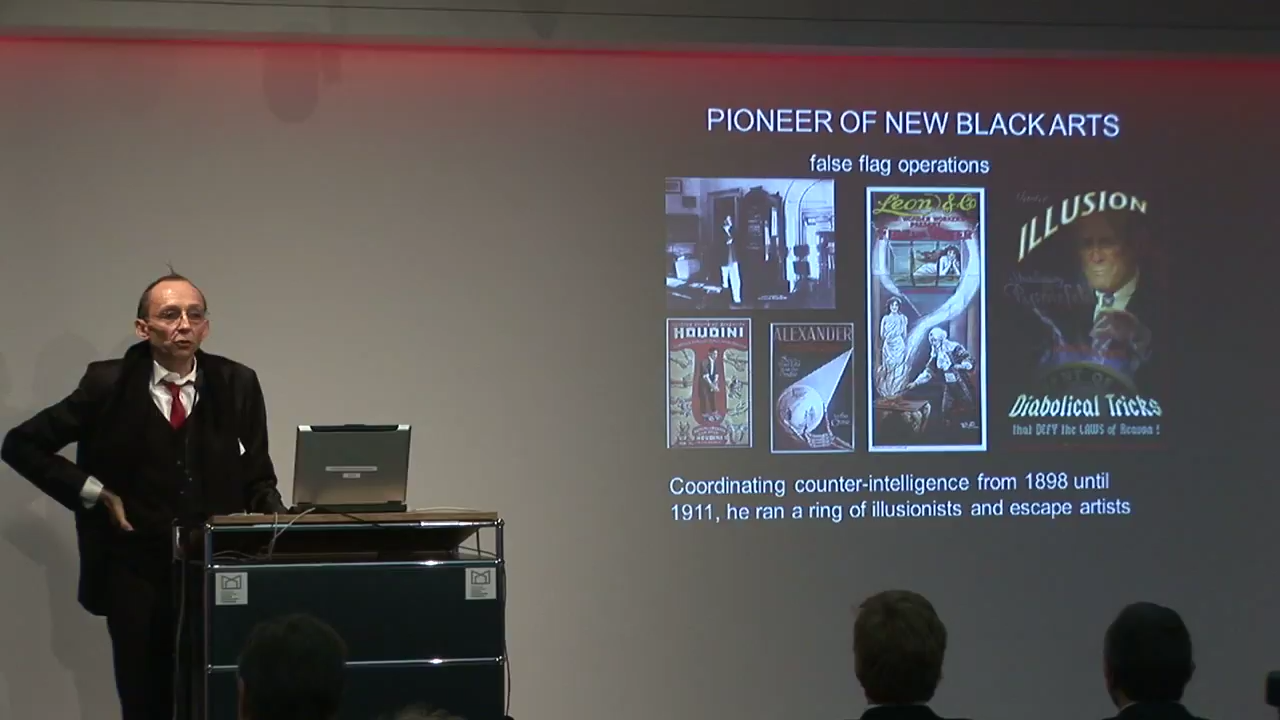 PIONEER OF NEW BLACK ARTS
false flag operations
Leon & Co
HOUDINI
ALEXANDER
ILLUSION
Diabolical Tricks
that DEFY the LAWS of Reason!
Coordinating counter-intelligence from 1898 until
1911, he ran a ring of illusionists and escape artists